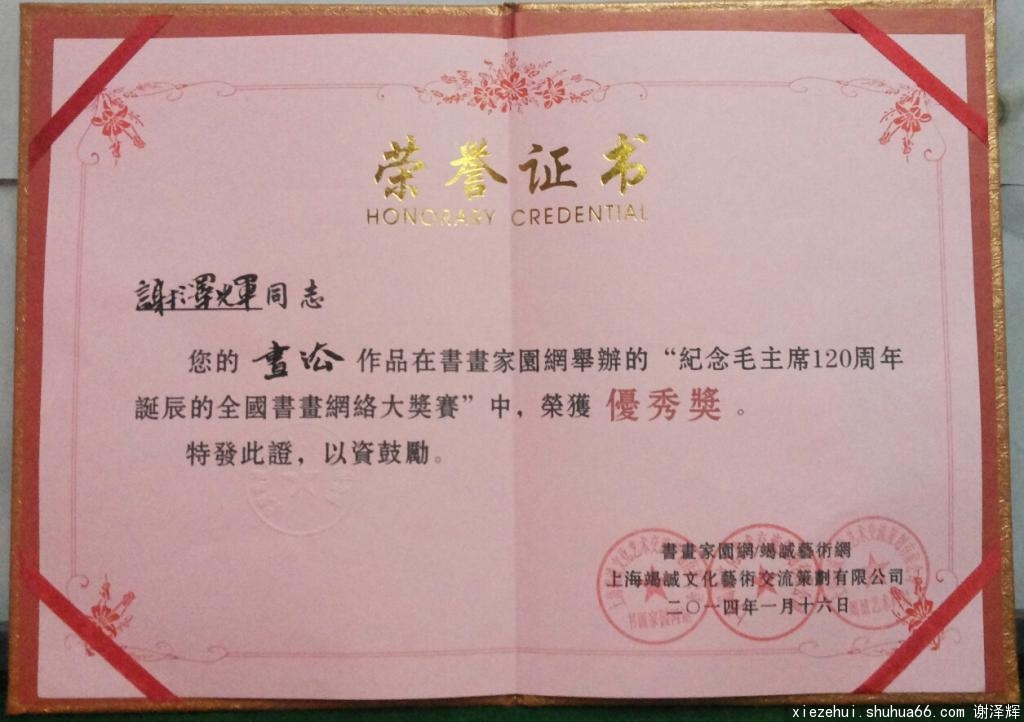 荣誉证书
HONORARY CREDENTIAL
謝澤輝同志
您的 書法 作品在書畫家園網舉辦的“紀念毛主席120周年
誕辰的全國書畫網絡大獎賽”中，榮獲 優秀獎 。
特發此證，以資鼓勵。
書畫家園網/竭誠藝術網
上海竭誠文化藝術交流策劃有限公司
二〇一四年一月十六日
xiezehui.shuhua66.com 谢泽辉